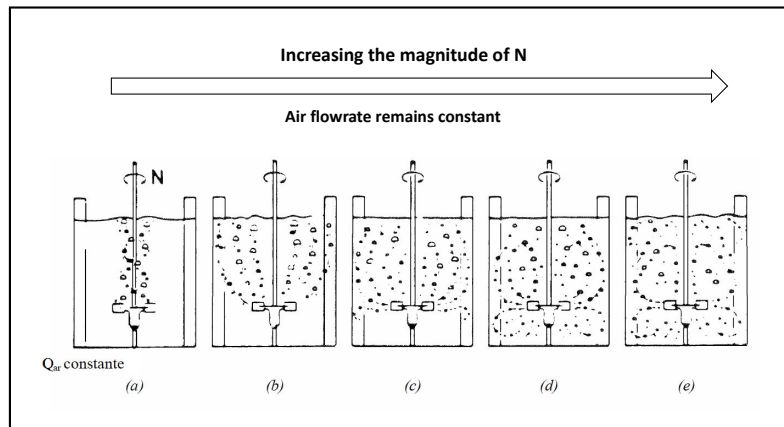 Increasing the magnitude of N
Air flowrate remains constant
N
Qar constante
(a) (b) (c) (d) (e)